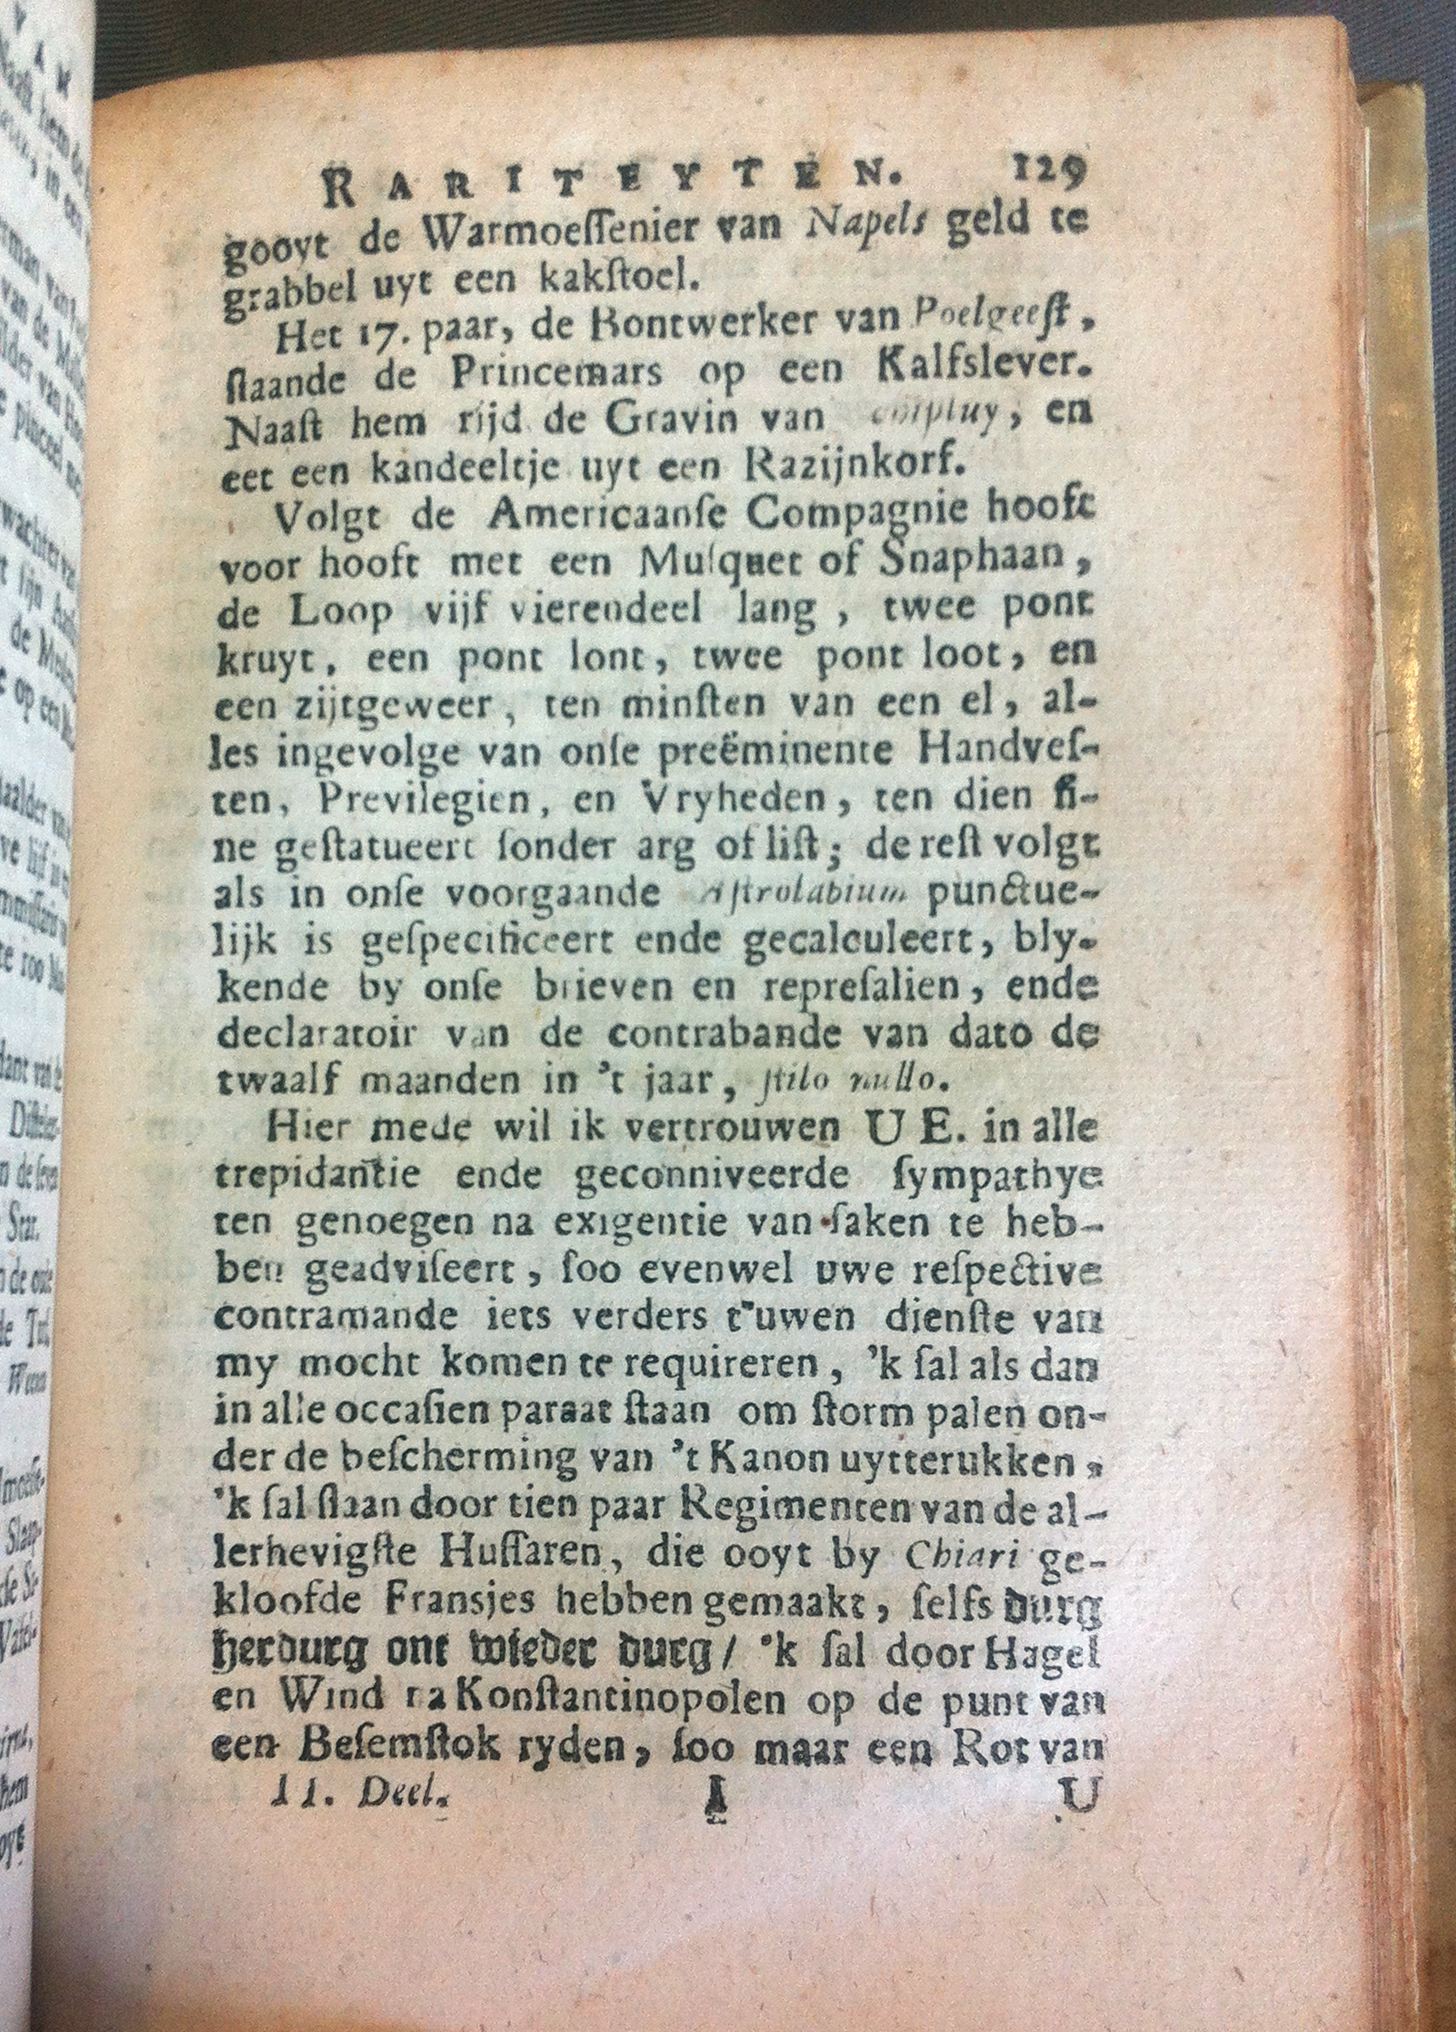 RARITEYTEN. 129
gooyt de Warmoeſſenier van Napels geld te
grabbel uyt een kakſtoel.
Het 17. paar, de Bontwerker van Poelgeeſt,
ſlaande de Princemars op een Kalfslever.
Naaſt hem rijd de Gravin van , en
eet een kandeeltje uyt een Razijnkorf.
Volgt de Americaanſe Compagnie hooft
voor hooft met een Muſquet of Snaphaan,
de Loop vijf vierendeel lang, twee pont
kruyt, een pont lont, twee pont loot, en
een zijtgeweer, ten minſten van een el, al-
les ingevolge van onſe preëminente Handveſ-
ten, Previlegien, en Vryheden, ten dien fi-
ne geſtatueert ſonder arg of liſt; de reſt volgt
als in onſe voorgaande Aſtrolabium punctue-
lijk is geſpecificeert ende gecalculeert, bly-
kende by onſe brieven en repreſalien, ende
declaratoir van de contrabande van dato de
twaalf maanden in 't jaar, ſtilo nullo.
Hier mede wil ik vertrouwen U E. in alle
trepidantie ende geconniveerde ſympathye
ten genoegen na exigentie van ſaken te heb-
ben geadviſeert, ſoo evenwel uwe reſpective
contramande iets verders t'uwen dienſte van
my mocht komen te requireren, 'k ſal als dan
in alle occaſien paraat ſtaan om ſtorm palen on-
der de beſcherming van 't Kanon uytterukken,
'k ſal ſlaan door tien paar Regimenten van de al-
lerhevigſte Huſſaren, die ooyt by Chiari ge-
kloofde Fransjes hebben gemaakt, ſelfs durg
herdurg ont wieder durg/ 'k ſal door Hagel
en Wind na Konſtantinopolen op de punt van
een Beſemſtok ryden, ſoo maar een Rot van
II. Deel. I U